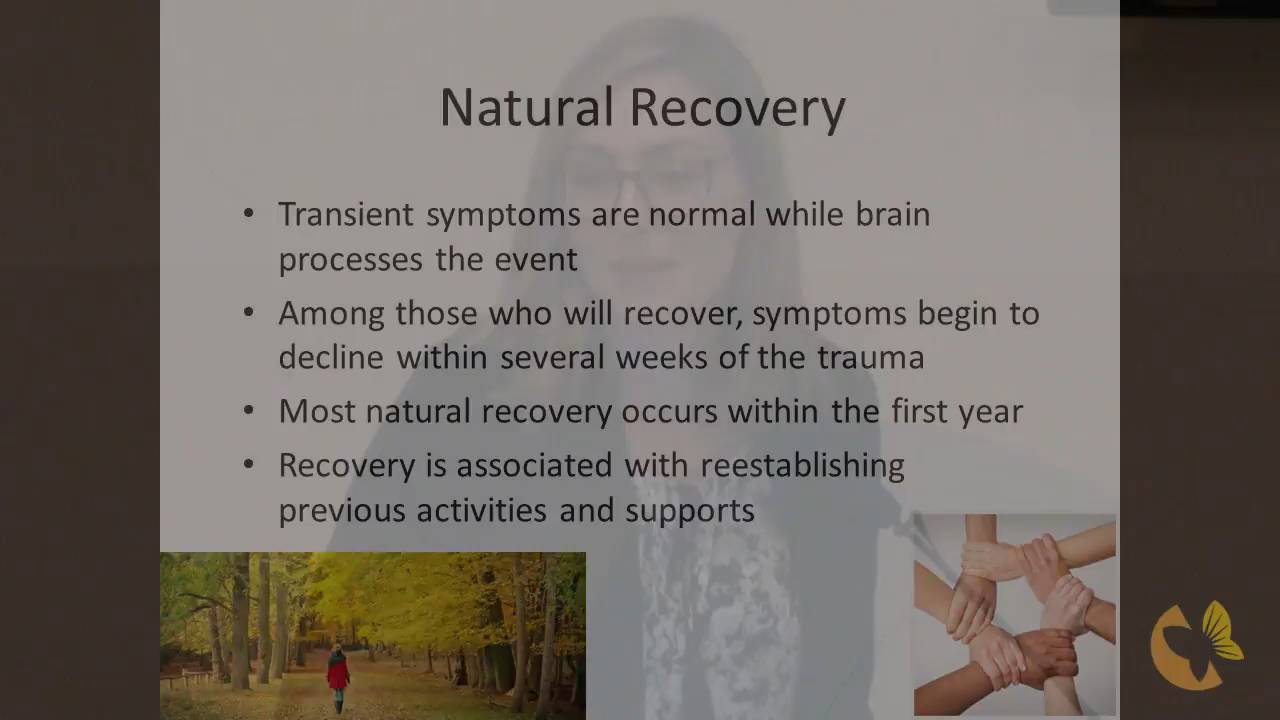 Natural Recovery
• Transient symptoms are normal while brain
processes the event
• Among those who will recover, symptoms begin to
decline within several weeks of the trauma
• Most natural recovery occurs within the first year
• Recovery is associated with reestablishing
previous activities and supports